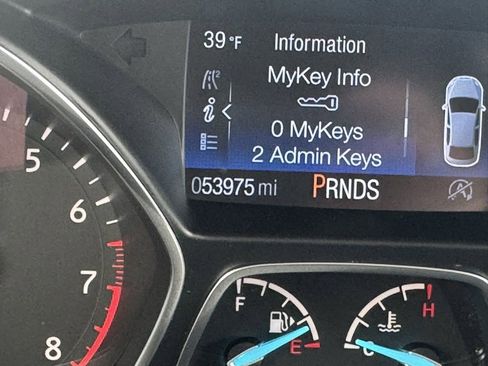 39 °F Information
MyKey Info
0 MyKeys
2 Admin Keys
053975 mi PRNDS
5
6
7
8
F
E
H
C